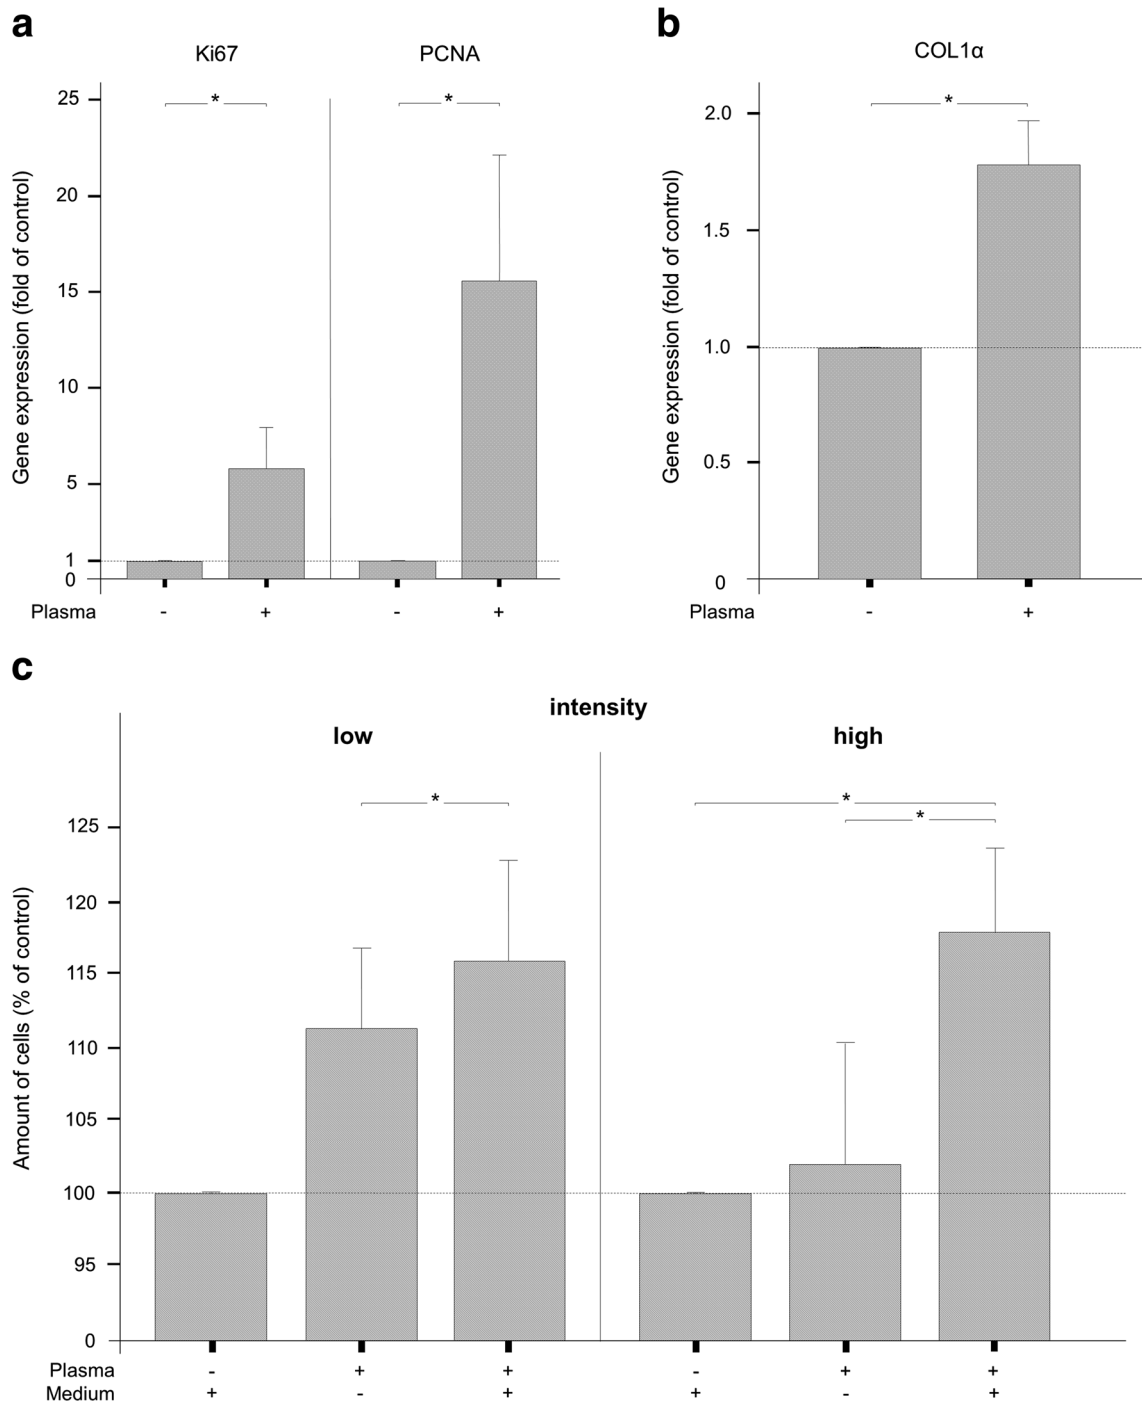 a
Ki67
PCNA
Gene expression (fold of control)
25
*
*
20
15
10
5
1
0
Plasma
-
+
-
+
b
COL1α
Gene expression (fold of control)
2.0
*
1.5
1.0
0.5
0
Plasma
-
+
c
intensity
low
high
Amount of cells (% of control)
*
*
*
125
120
115
110
105
100
95
0
Plasma - + + - + +
Medium + - + + - +